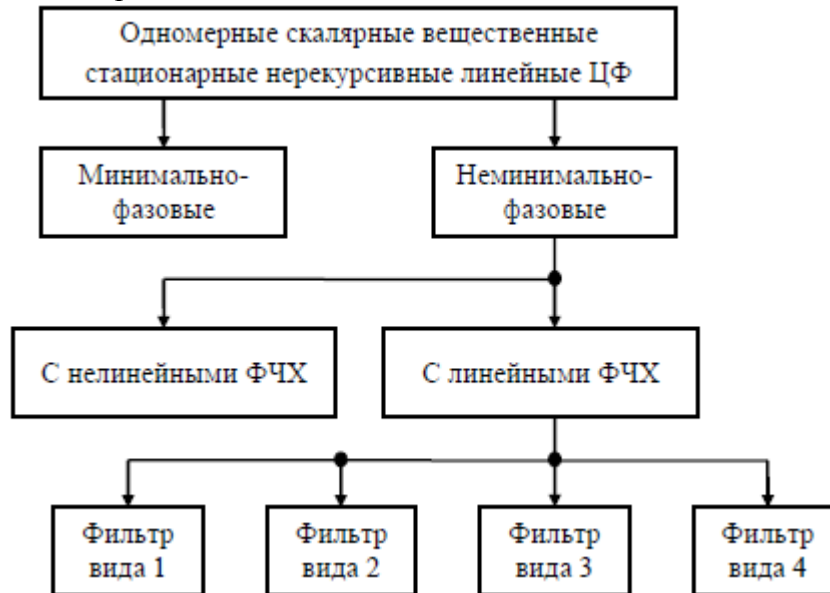 Одномерные скалярные вещественные
стационарные нерекурсивные линейные ЦФ
Минимально-
фазовые
Неминимально-
фазовые
С нелинейными ФЧХ
С линейными ФЧХ
Фильтр
вида 1
Фильтр
вида 2
Фильтр
вида 3
Фильтр
вида 4